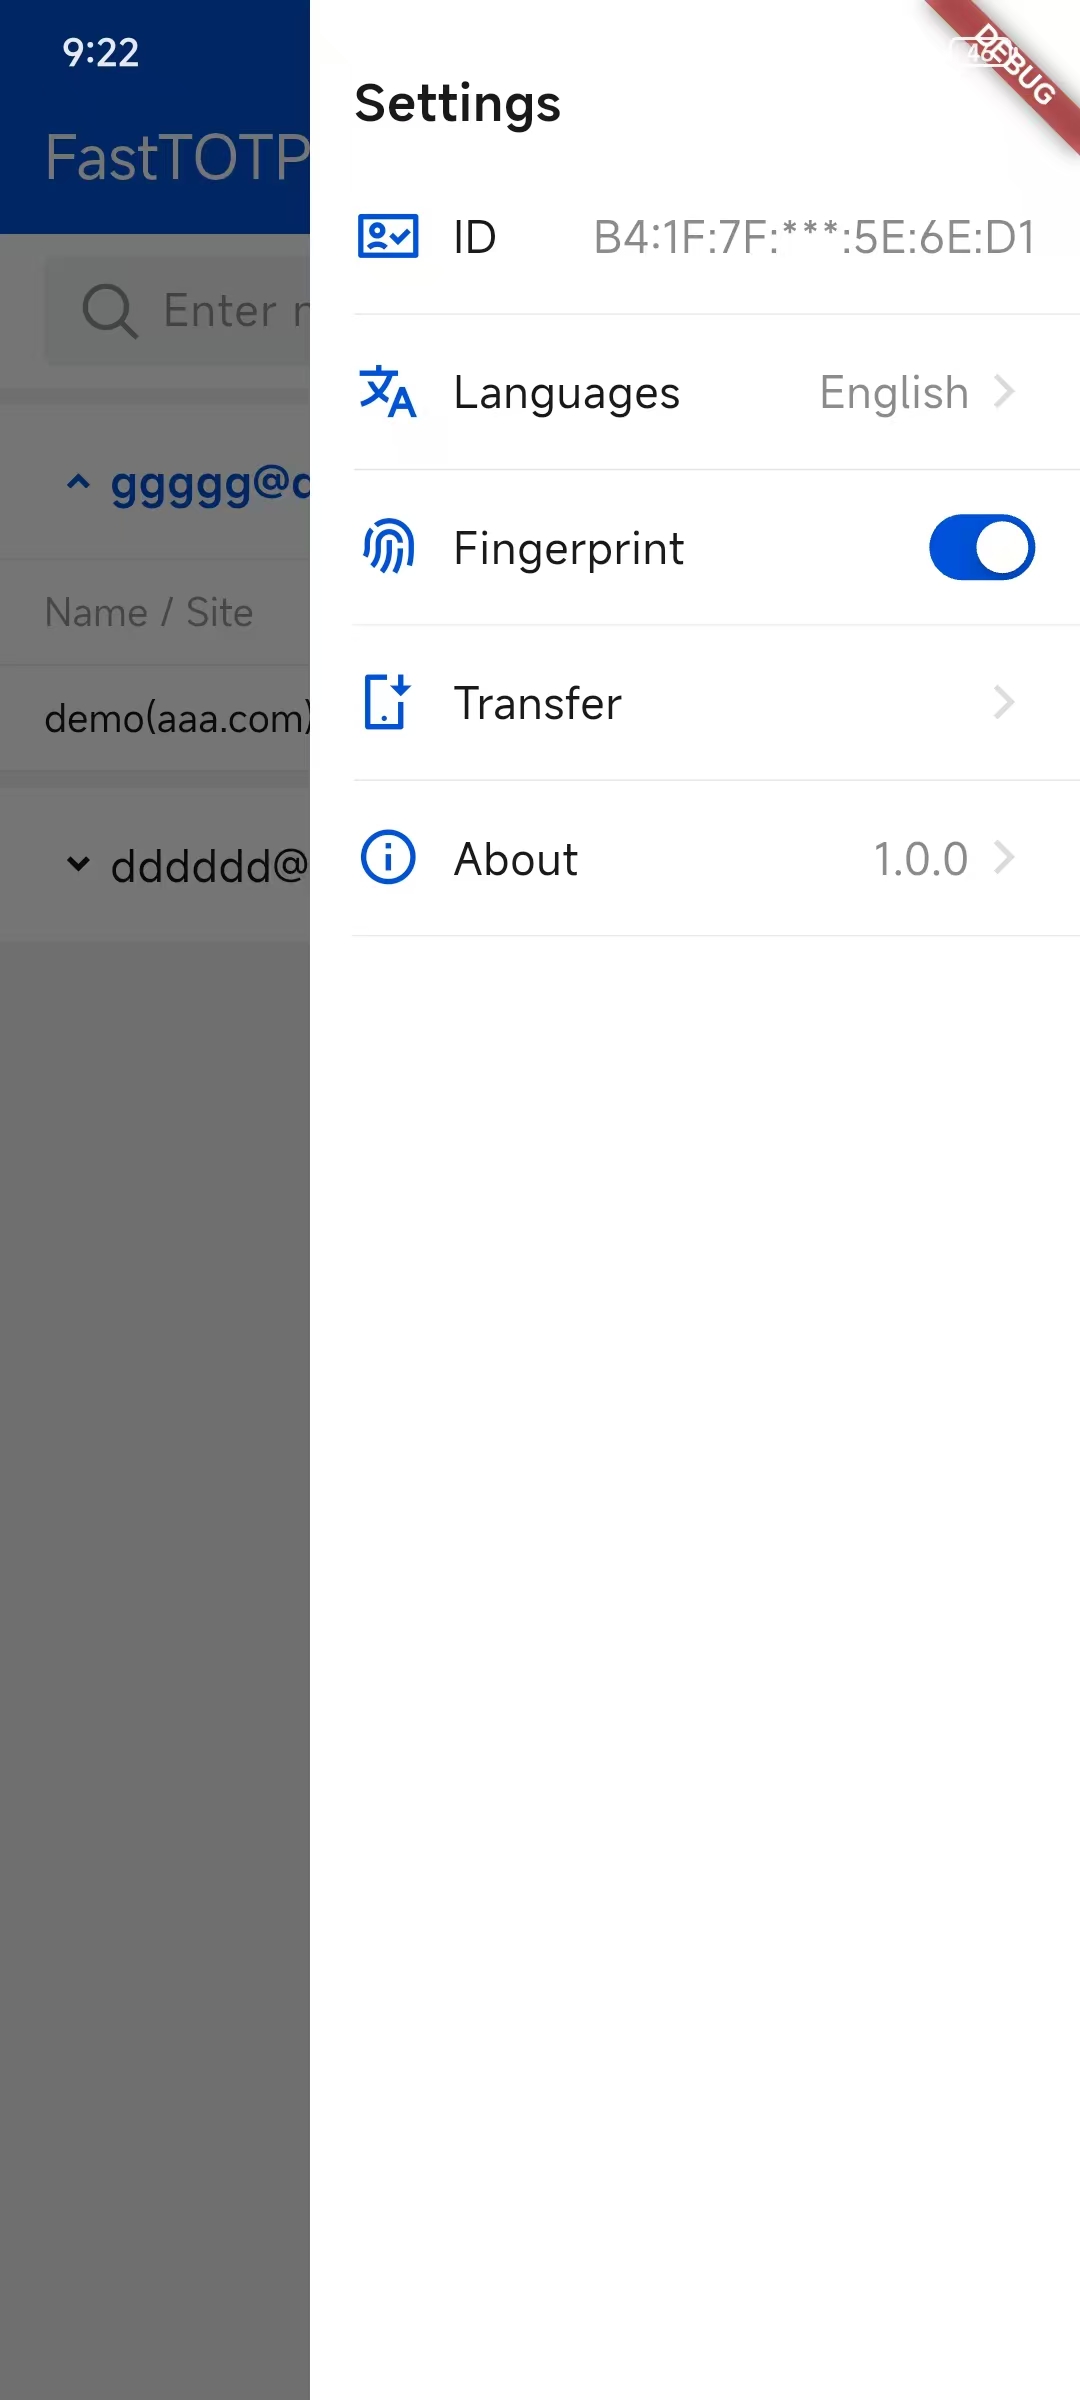 9:22
DEBUG
Settings
FastTOTP
ID B4:1F:7F:***:5E:6E:D1
Enter
Languages English
ggggg@
Fingerprint
Name / Site
Transfer
demo(aaa.com)
About 1.0.0
dddddd@